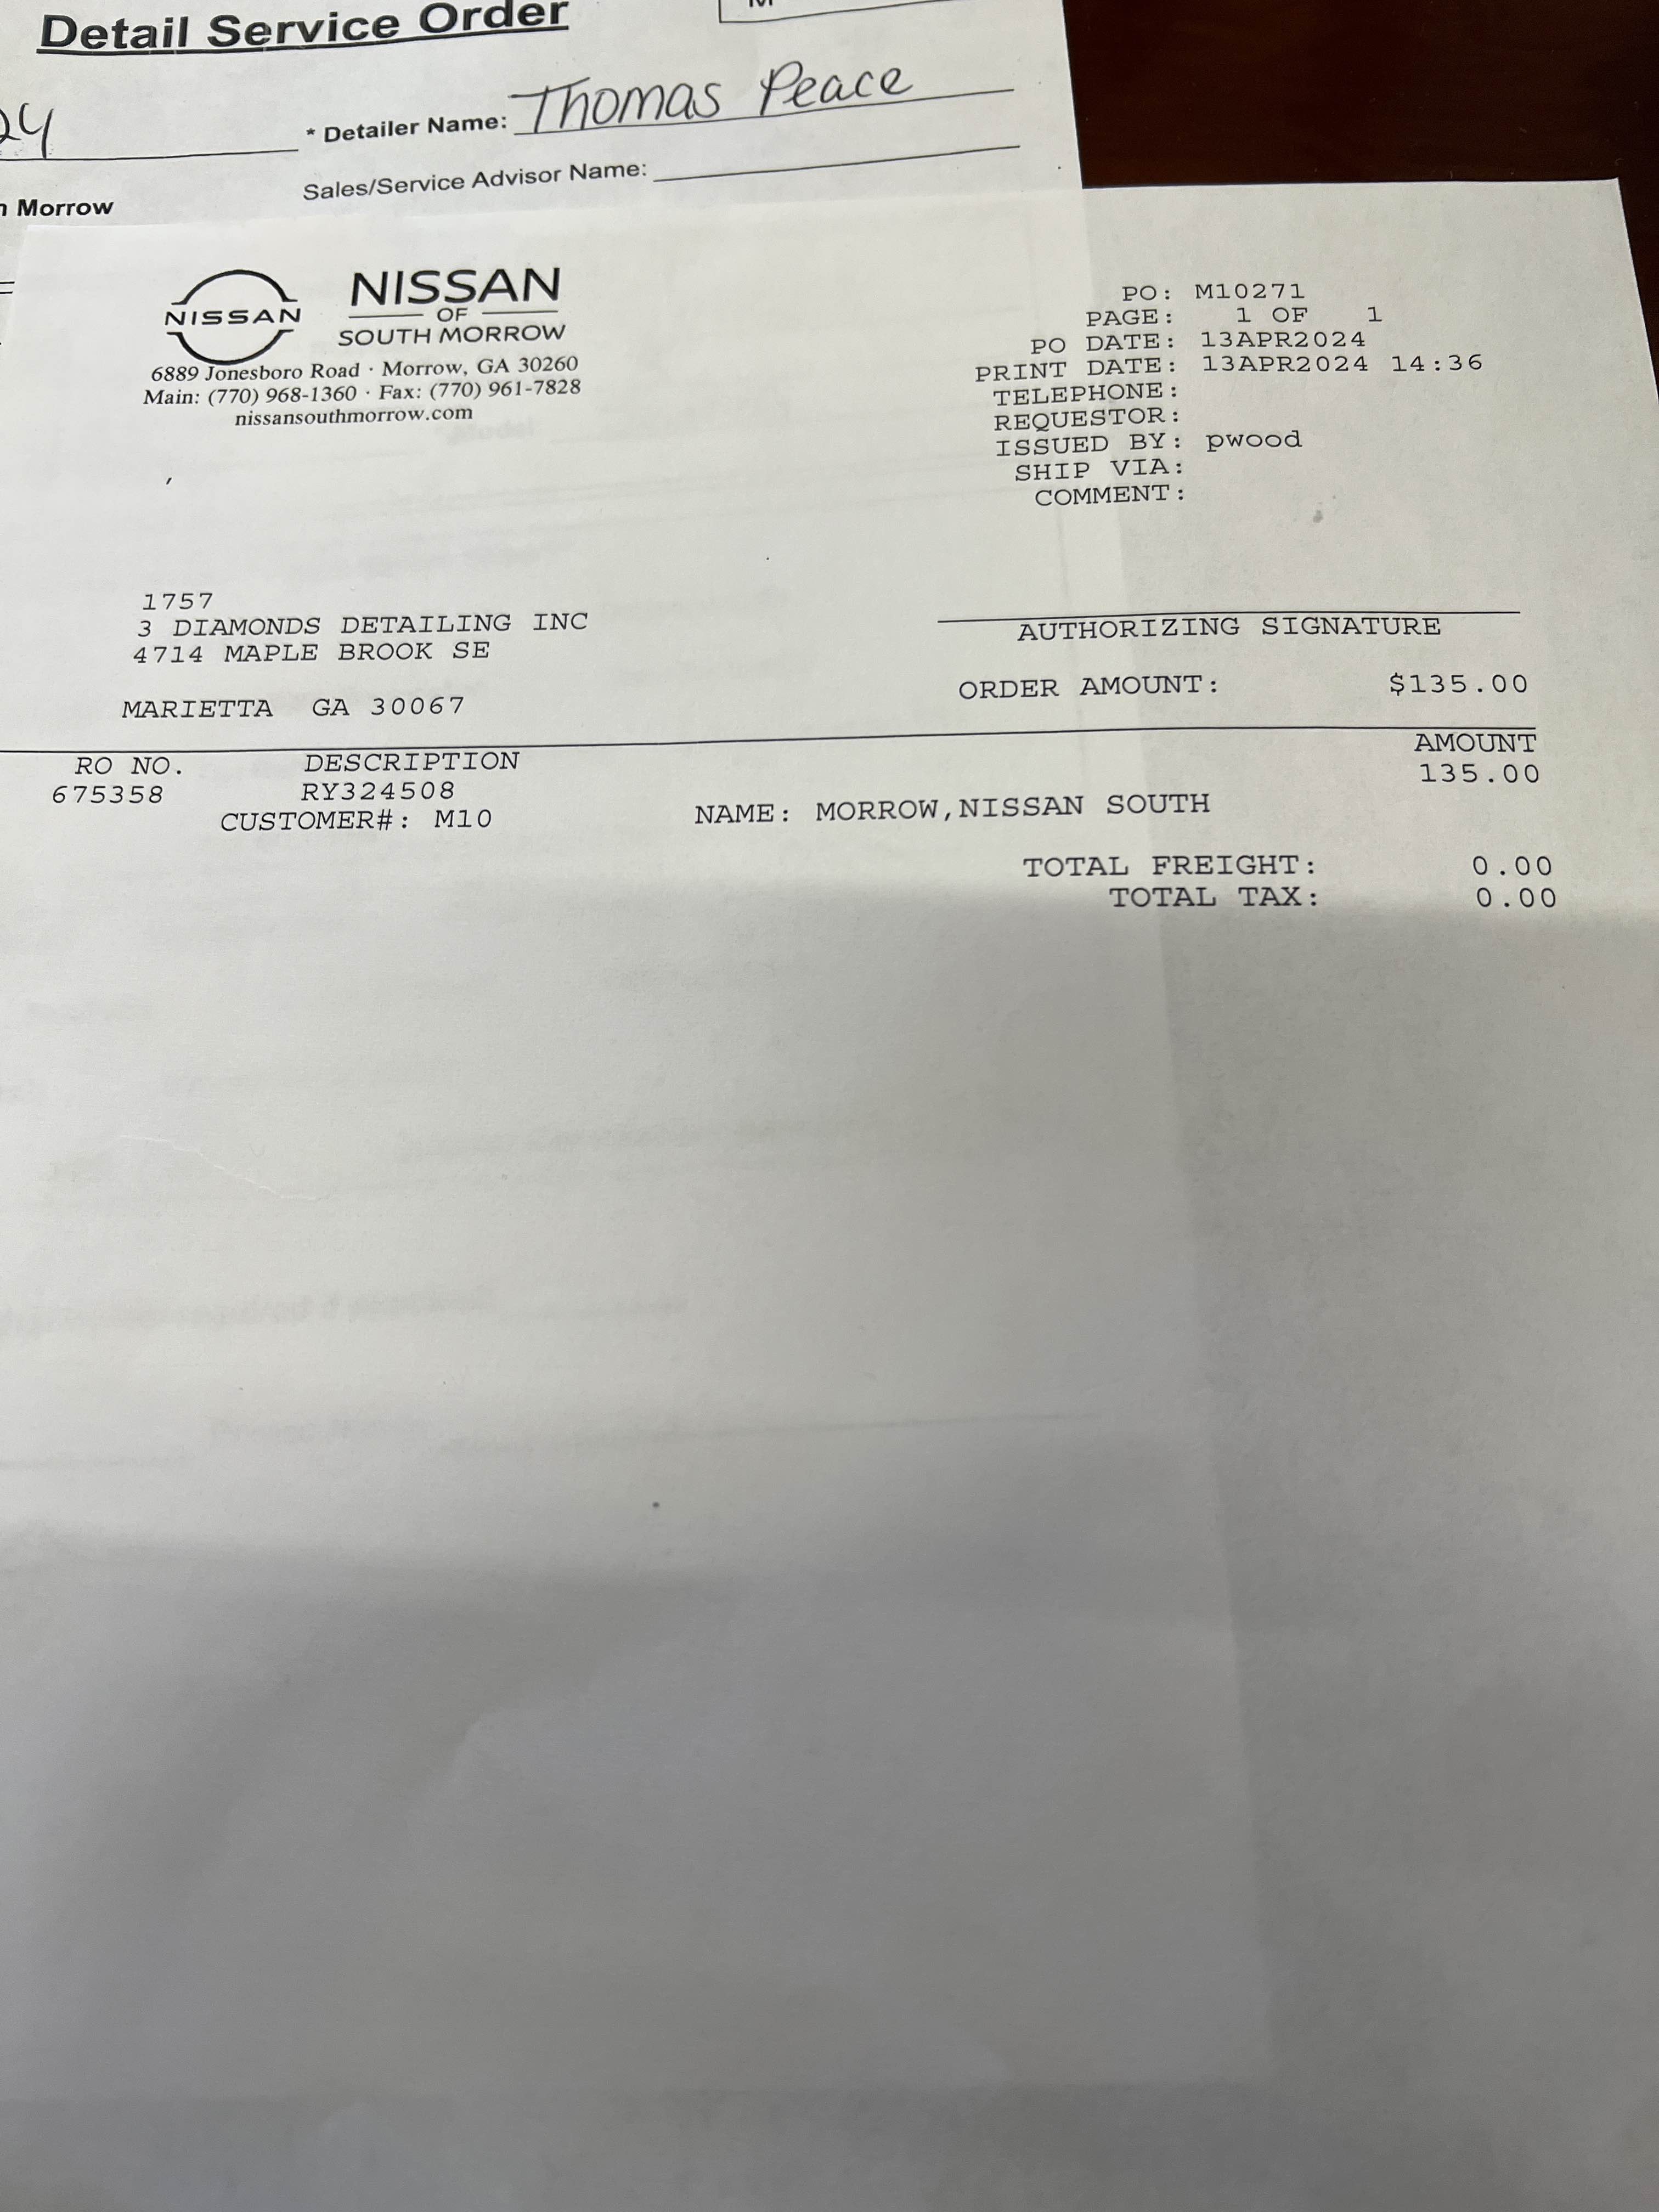 Detail Service Order
24
* Detailer Name: Thomas Peace
Sales/Service Advisor Name:
Morrow
NISSAN
NISSAN
OF
SOUTH MORROW
6889 Jonesboro Road · Morrow, GA 30260
Main: (770) 968-1360 · Fax: (770) 961-7828
nissansouthmorrow.com
PO: M10271
PAGE: 1 OF 1
PO DATE: 13APR2024
PRINT DATE: 13APR2024 14:36
TELEPHONE:
REQUESTOR:
ISSUED BY: pwood
SHIP VIA:
COMMENT:
1757
3 DIAMONDS DETAILING INC
4714 MAPLE BROOK SE
MARIETTA GA 30067
AUTHORIZING SIGNATURE
ORDER AMOUNT: $135.00
RO NO. DESCRIPTION AMOUNT
675358 RY324508 135.00
CUSTOMER#: M10 NAME: MORROW,NISSAN SOUTH
TOTAL FREIGHT: 0.00
TOTAL TAX: 0.00